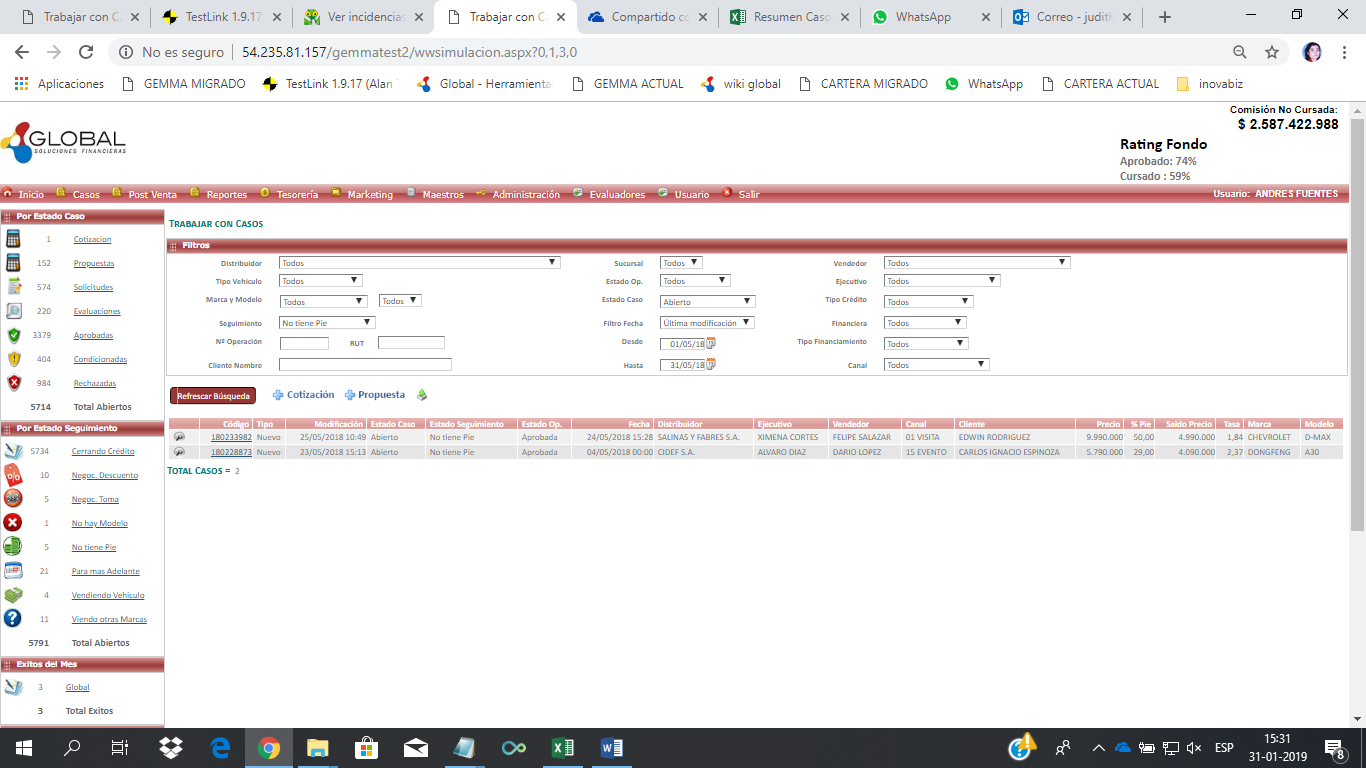 Trabajar con C
TestLink 1.9.17
Ver incidencias
Trabajar con Ca
Compartido co
Resumen Caso
WhatsApp
Correo - judith
No es seguro | 54.235.81.157/gemmatest2/wwsimulacion.aspx?0,1,3,0
Aplicaciones GEMMA MIGRADO TestLink 1.9.17 (Alan Global - Herramienta GEMMA ACTUAL wiki global CARTERA MIGRADO WhatsApp CARTERA ACTUAL inovabiz
Comisión No Cursada:
$ 2.587.422.988
GLOBAL
SOLUCIONES FINANCIERAS
Rating Fondo
Aprobado: 74%
Cursado : 59%
Inicio Casos Post Venta Reportes Tesorería Marketing Maestros Administración Evaluadores Usuario Salir Usuario: ANDRES FUENTES
Por Estado Caso
1 Cotizacion
152 Propuestas
574 Solicitudes
220 Evaluaciones
3379 Aprobadas
404 Condicionadas
984 Rechazadas
5714 Total Abiertos
Por Estado Seguimiento
5734 Cerrando Crédito
10 Negoc. Descuento
5 Negoc. Toma
1 No hay Modelo
5 No tiene Pie
21 Para mas Adelante
4 Vendiendo Vehículo
11 Viendo otras Marcas
5791 Total Abiertos
Exitos del Mes
3 Global
3 Total Exitos
TRABAJAR CON CASOS
Filtros
Distribuidor Todos Sucursal Todos Vendedor Todos
Tipo Vehículo Todos Estado Op. Todos Ejecutivo Todos
Marca y Modelo Todos Todos Estado Caso Abierto Tipo Crédito Todos
Seguimiento No tiene Pie Filtro Fecha Última modificación Financiera Todos
Nº Operación RUT Desde 01/05/18 Tipo Financiamiento Todos
Cliente Nombre Hasta 31/05/18 Canal Todos
Refrescar Búsqueda Cotización Propuesta
Código Tipo Modificación Estado Caso Estado Seguimiento Estado Op. Fecha Distribuidor Ejecutivo Vendedor Canal Cliente Precio % Pie Saldo Precio Tasa Marca Modelo
180233982 Nuevo 25/05/2018 10:49 Abierto No tiene Pie Aprobada 24/05/2018 15:28 SALINAS Y FABRES S.A. XIMENA CORTES FELIPE SALAZAR 01 VISITA EDWIN RODRIGUEZ 9.990.000 50,00 4.990.000 1,84 CHEVROLET D-MAX
180228873 Nuevo 23/05/2018 15:13 Abierto No tiene Pie Aprobada 04/05/2018 00:00 CIDEF S.A. ALVARO DIAZ DARIO LOPEZ 15 EVENTO CARLOS IGNACIO ESPINOZA 5.790.000 29,00 4.090.000 2,37 DONGFENG A30
TOTAL CASOS = 2
ESP
15:31
31-01-2019
8